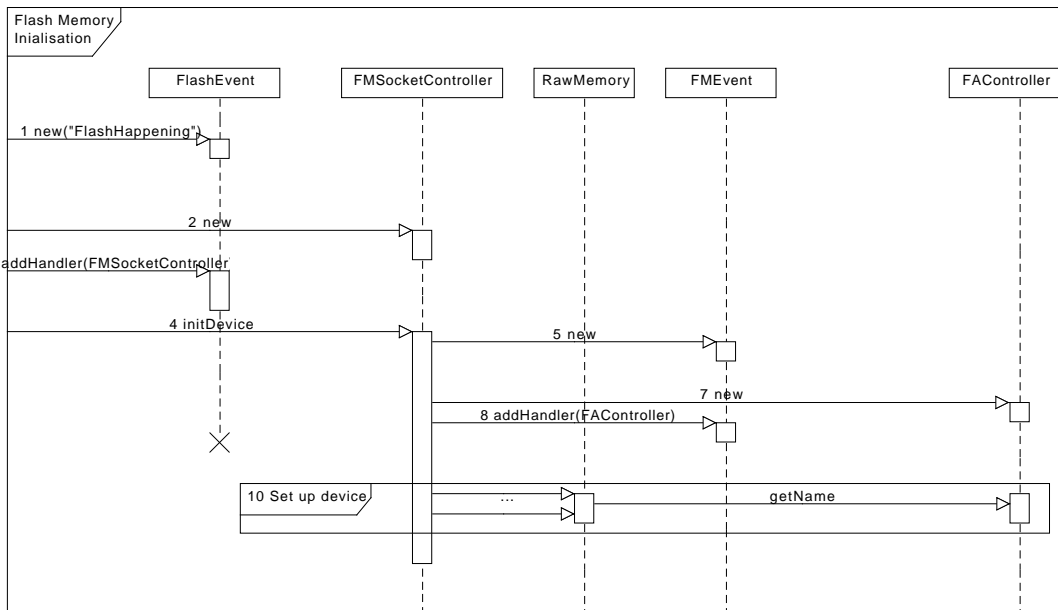 Flash Memory
Inialisation
FlashEvent
FMSocketController
RawMemory
FMEvent
FAController
1 new("FlashHappening")
2 new
addHandler(FMSocketController
4 initDevice
5 new
7 new
8 addHandler(FAController)
10 Set up device
...
getName